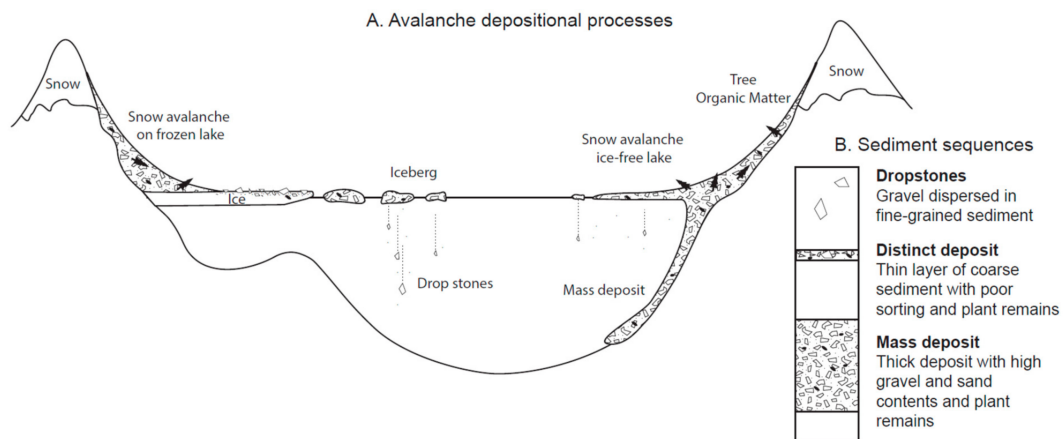 A. Avalanche depositional processes
Snow
Snow avalanche
on frozen lake
Ice
Iceberg
Drop stones
Mass deposit
Snow avalanche
ice-free lake
Tree
Organic Matter
Snow
B. Sediment sequences
Dropstones
Gravel dispersed in
fine-grained sediment
Distinct deposit
Thin layer of coarse
sediment with poor
sorting and plant remains
Mass deposit
Thick deposit with high
gravel and sand
contents and plant
remains